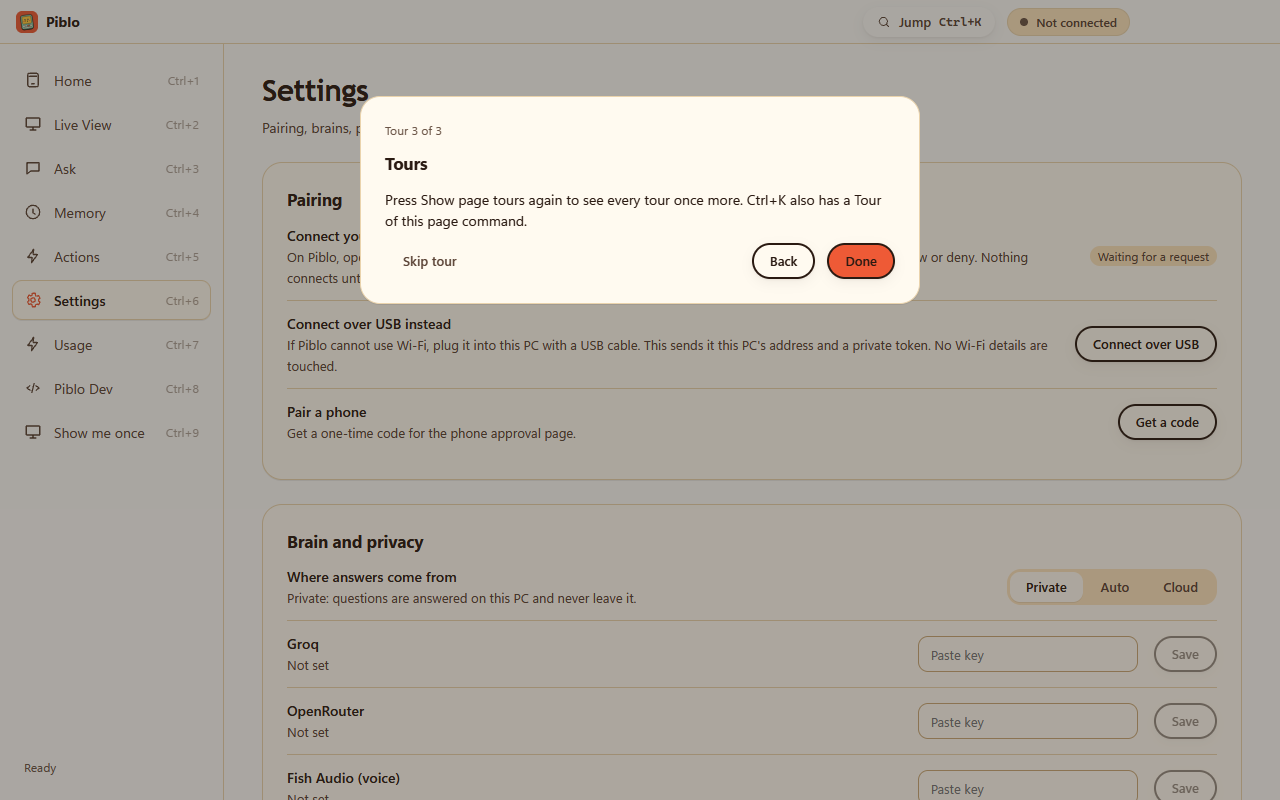 Piblo
Jump Ctrl+K
Not connected
Home Ctrl+1
Live View Ctrl+2
Ask Ctrl+3
Memory Ctrl+4
Actions Ctrl+5
Settings Ctrl+6
Usage Ctrl+7
Piblo Dev Ctrl+8
Show me once Ctrl+9
Ready
Settings
Pairing, brains,
Tour 3 of 3
Tours
Press Show page tours again to see every tour once more. Ctrl+K also has a Tour
of this page command.
Skip tour
Back
Done
Pairing
Connect
On Piblo, or deny. Nothing
connects
Waiting for a request
Connect over USB instead
If Piblo cannot use Wi-Fi, plug it into this PC with a USB cable. This sends it this PC's address and a private token. No Wi-Fi details are
touched.
Connect over USB
Pair a phone
Get a one-time code for the phone approval page.
Get a code
Brain and privacy
Where answers come from
Private: questions are answered on this PC and never leave it.
Private Auto Cloud
Groq
Not set
Paste key
Save
OpenRouter
Not set
Paste key
Save
Fish Audio (voice)
Not set
Paste key
Save